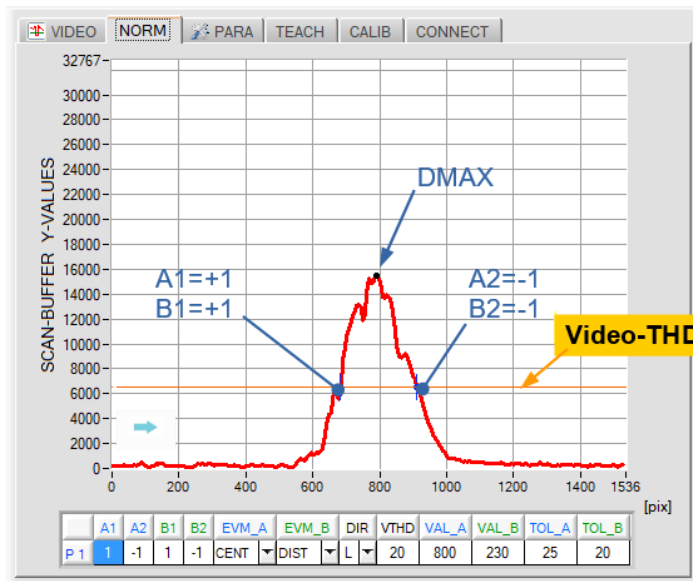 VIDEO NORM PARA TEACH CALIB CONNECT
32767
30000
28000
26000
24000
22000
20000
18000
16000
14000
12000
10000
8000
6000
4000
2000
0
SCAN-BUFFER Y-VALUES
DMAX
A1=+1
B1=+1
A2=-1
B2=-1
Video-THD
0 200 400 600 800 1000 1200 1400 1536
[pix]
A1 A2 B1 B2 EVM_A EVM_B DIR VTHD VAL_A VAL_B TOL_A TOL_B
P 1 1 -1 1 -1 CENT DIST L 20 800 230 25 20